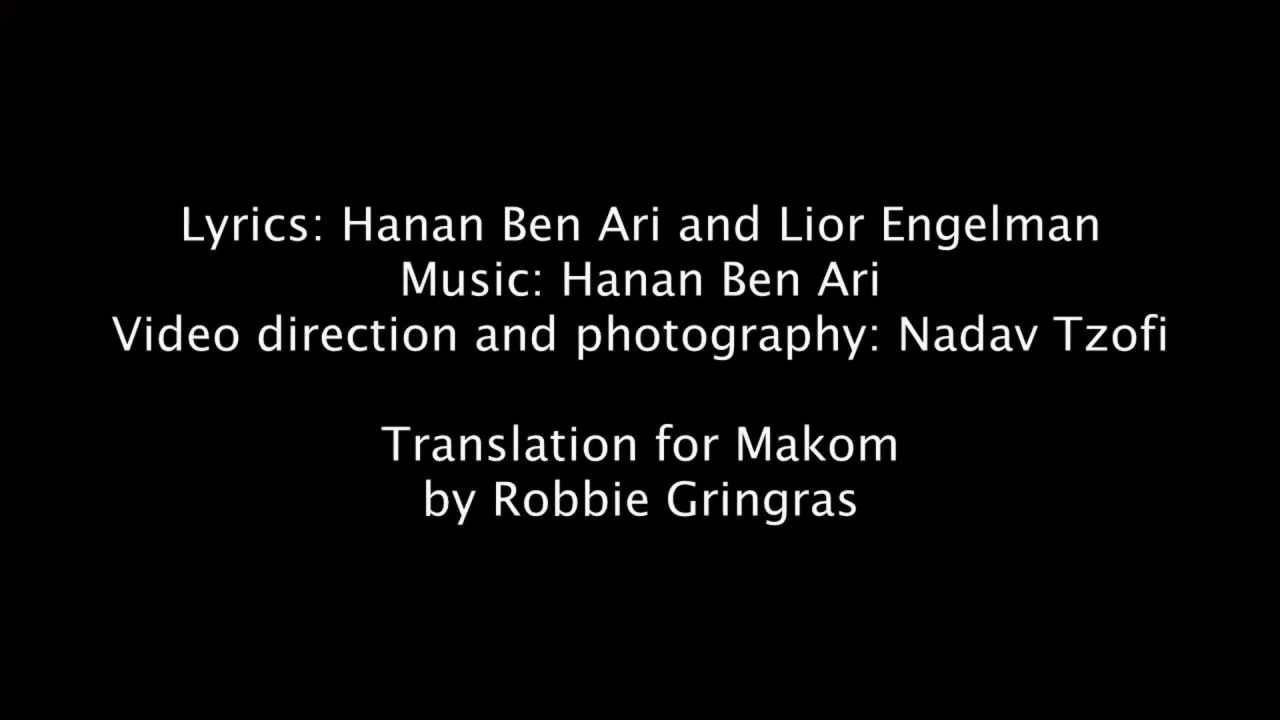 Lyrics: Hanan Ben Ari and Lior Engelman
Music: Hanan Ben Ari
Video direction and photography: Nadav Tzofi
Translation for Makom
by Robbie Gringras